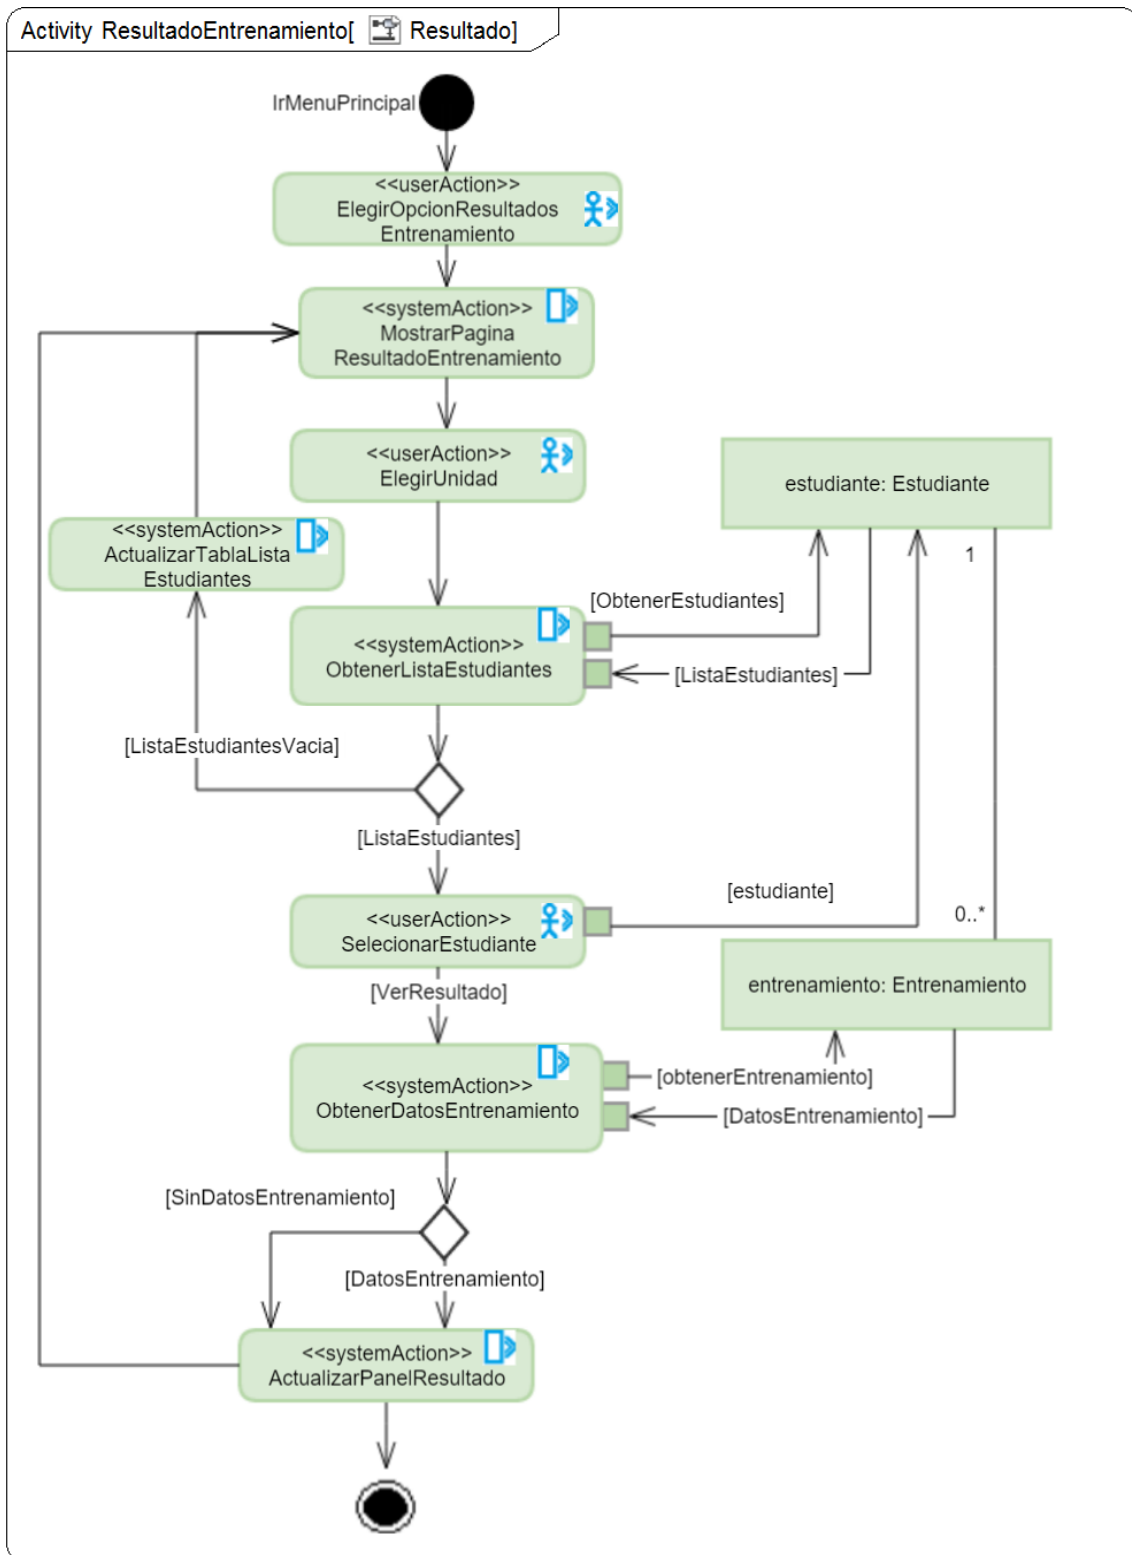 Activity ResultadoEntrenamiento[ Resultado]
IrMenuPrincipal
<<userAction>>
ElegirOpcionResultados
Entrenamiento
<<systemAction>>
MostrarPagina
ResultadoEntrenamiento
<<userAction>>
ElegirUnidad
estudiante: Estudiante
<<systemAction>>
ActualizarTablaLista
Estudiantes
1
[ObtenerEstudiantes]
<<systemAction>>
ObtenerListaEstudiantes
[ListaEstudiantes]
[ListaEstudiantesVacia]
[ListaEstudiantes]
[estudiante]
0..*
<<userAction>>
SelecionarEstudiante
[VerResultado]
entrenamiento: Entrenamiento
<<systemAction>>
ObtenerDatosEntrenamiento
[obtenerEntrenamiento]
[DatosEntrenamiento]
[SinDatosEntrenamiento]
[DatosEntrenamiento]
<<systemAction>>
ActualizarPanelResultado